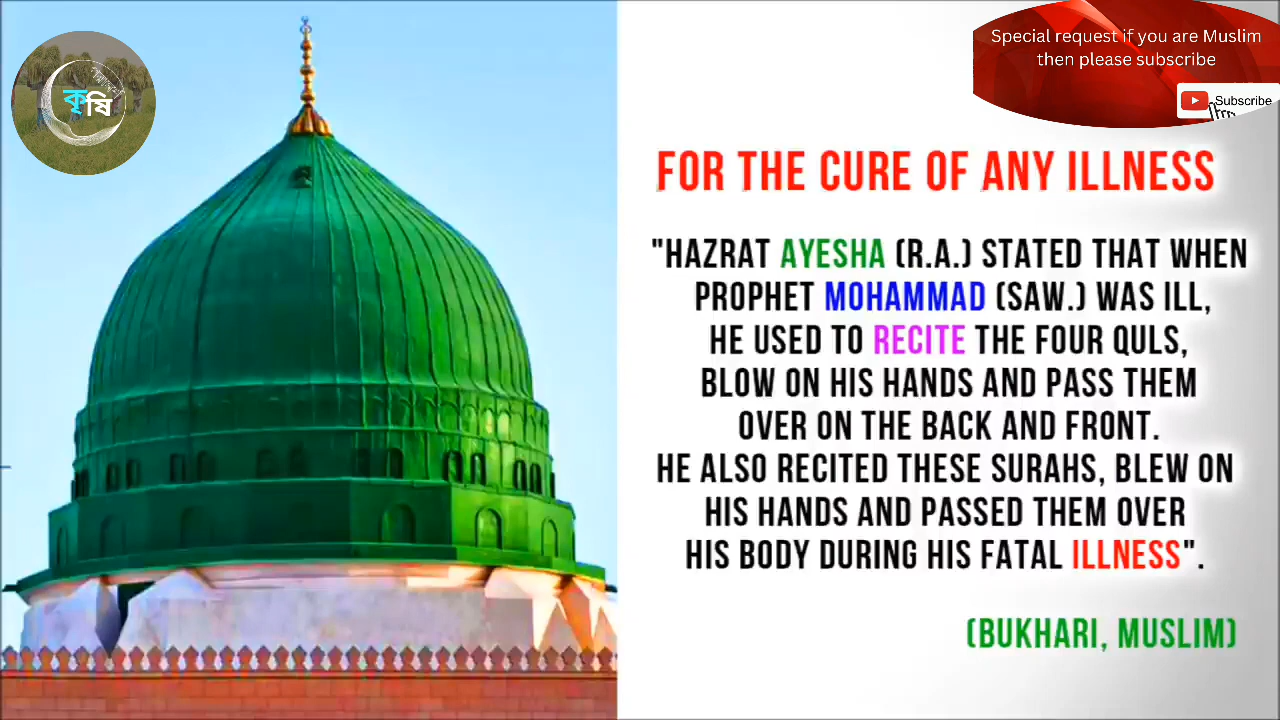 কৃষি
Special request if you are Muslim
then please subscribe
Subscribe
FOR THE CURE OF ANY ILLNESS
"HAZRAT AYESHA (R.A.) STATED THAT WHEN
PROPHET MOHAMMAD (SAW.) WAS ILL,
HE USED TO RECITE THE FOUR QULS,
BLOW ON HIS HANDS AND PASS THEM
OVER ON THE BACK AND FRONT.
HE ALSO RECITED THESE SURAHS, BLEW ON
HIS HANDS AND PASSED THEM OVER
HIS BODY DURING HIS FATAL ILLNESS".
(BUKHARI, MUSLIM)